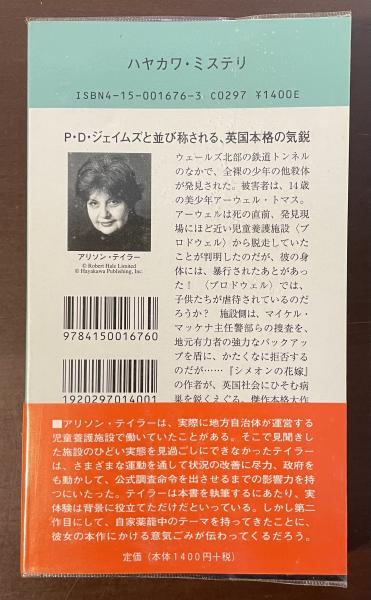 ハヤカワ・ミステリ
ISBN4-15-001676-3 C0297 ¥1400E
P・D・ジェイムズと並び称される、英国本格の気鋭
アリソン・テイラー
© Robert Hale Limited
© Hayakawa Publishing, Inc.
ウェールズ北部の鉄道トンネル
のなかで、全裸の少年の他殺体
が発見された。被害者は、14歳
の美少年アーウェル・トマス。
アーウェルは死の直前、発見現
場にほど近い児童養護施設〈ブ
ロドウェル〉から脱走していた
ことが判明したのだが、彼の身
体には、暴行されたあとがあっ
た！　〈ブロドウェル〉では、
子供たちが虐待されているのだ
ろうか？　施設側は、マイケル・
マッケナ主任警部らの捜査を、
地元有力者の強力なバックアッ
プを盾に、かたくなに拒否する
のだが……『シメオンの花嫁』
の作者が、英国社会にひそむ病
巣を鋭くえぐる、傑作本格大作
9784150016760
1920297014001
■アリソン・テイラーは、実際に地方自治体が運営する
児童養護施設で働いていたことがある。そこで見聞きし
た施設のひどい実態を見過ごしにできなかったテイラー
は、さまざまな運動を通して状況の改善に尽力、政府を
も動かして、公式調査命令を出させるまでの影響力を持
つにいたった。テイラーは本書を執筆するにあたり、実
体験は背景に役立てただけだといっている。しかし第二
作目にして、自家薬籠中のテーマを持ってきたことに、
彼女の本作にかける意気ごみが伝わってくるだろう。
定価（本体1400円+税）